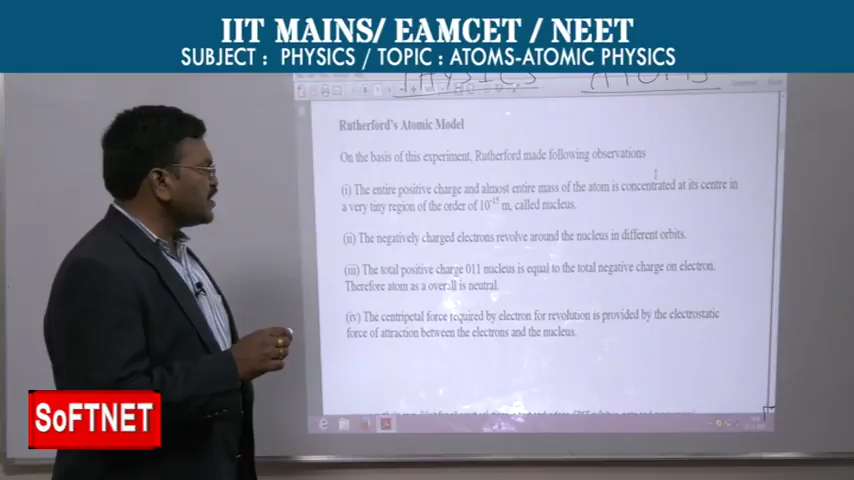 IIT MAINS/ EAMCET / NEET
SUBJECT : PHYSICS / TOPIC : ATOMS-ATOMIC PHYSICS
PHYSICS ATOMS
Rutherford's Atomic Model
On the basis of this experiment, Rutherford made following observations
(i) The entire positive charge and almost entire mass of the atom is concentrated at its centre in
a very tiny region of the order of 10⁻¹⁵ m, called nucleus.
(ii) The negatively charged electrons revolve around the nucleus in different orbits.
(iii) The total positive charge 011 nucleus is equal to the total negative charge on electron.
Therefore atom as a overall is neutral.
(iv) The centripetal force required by electron for revolution is provided by the electrostatic
force of attraction between the electrons and the nucleus.
SoFTNET